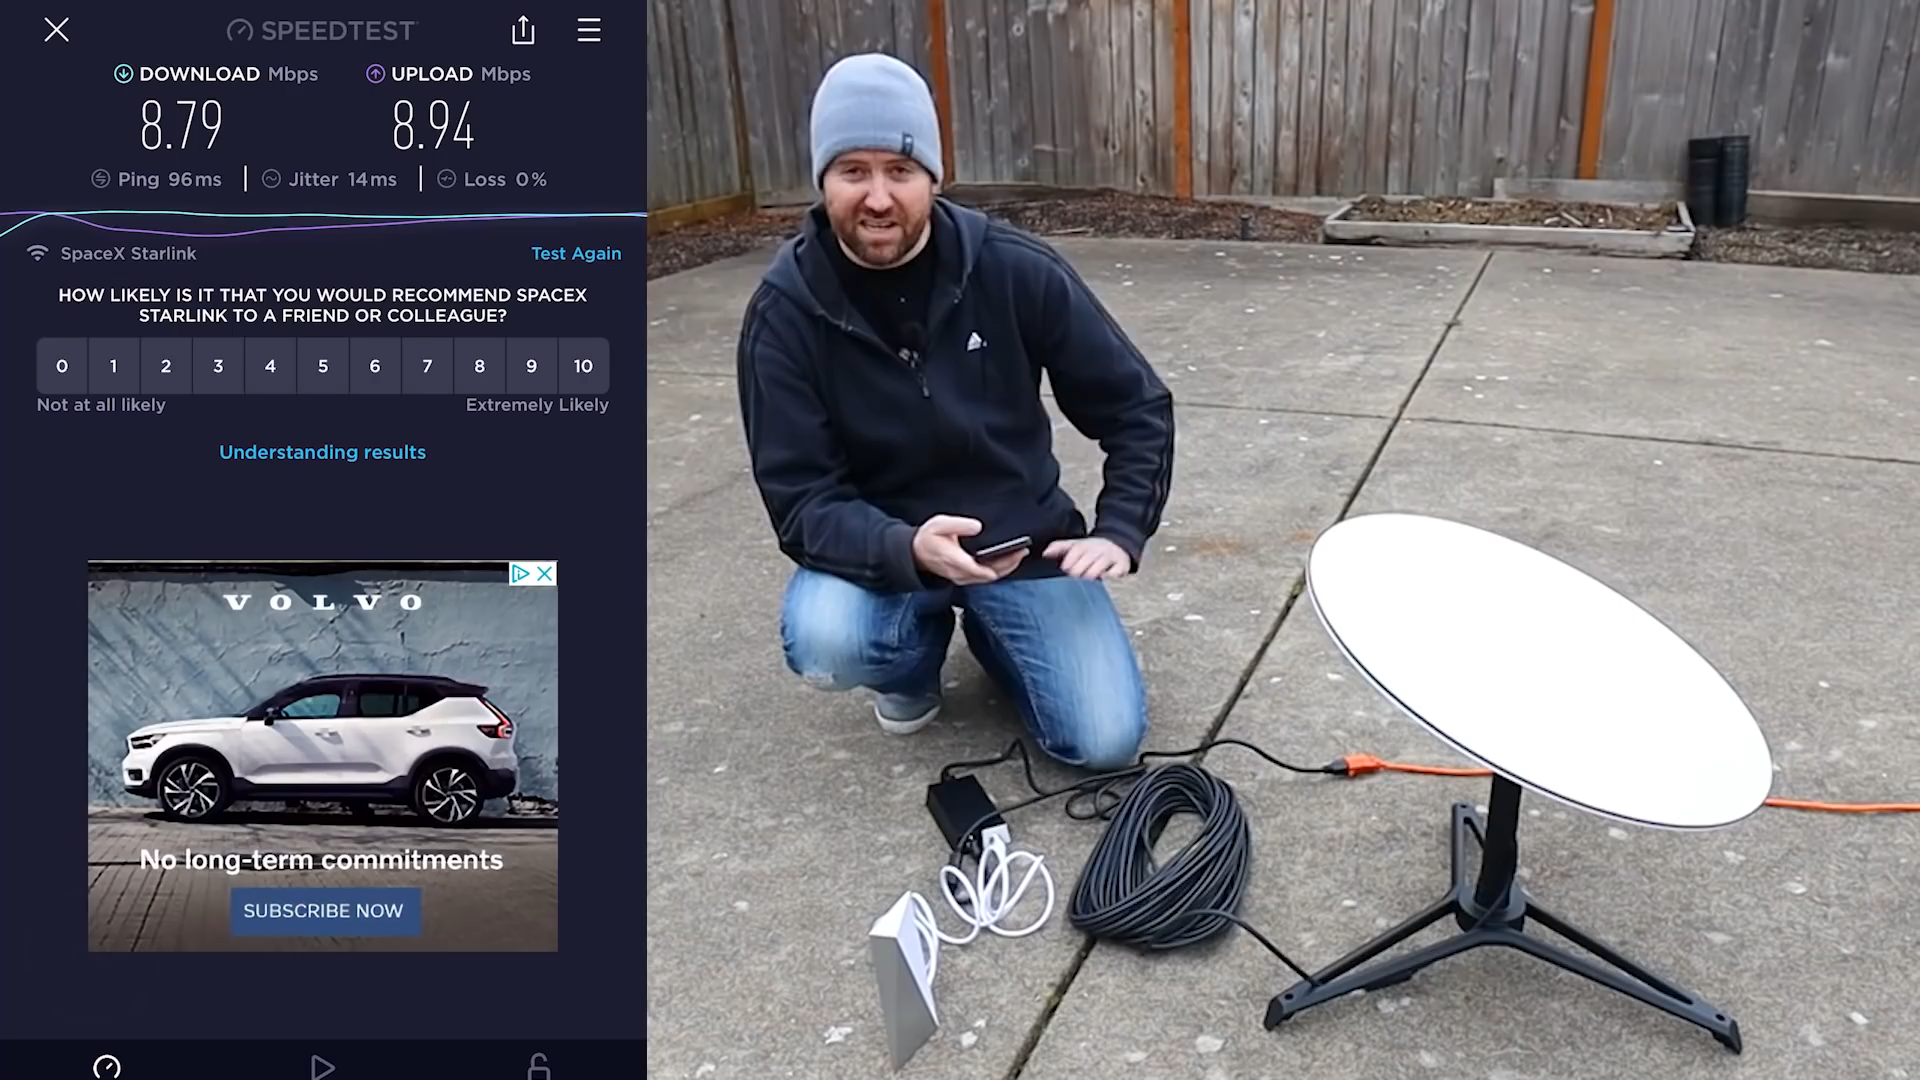 SPEEDTEST
DOWNLOAD Mbps
UPLOAD Mbps
8.79
8.94
Ping 96ms
Jitter 14ms
Loss 0%
SpaceX Starlink
Test Again
HOW LIKELY IS IT THAT YOU WOULD RECOMMEND SPACEX
STARLINK TO A FRIEND OR COLLEAGUE?
0 1 2 3 4 5 6 7 8 9 10
Not at all likely
Extremely Likely
Understanding results
VOLVO
No long-term commitments
SUBSCRIBE NOW